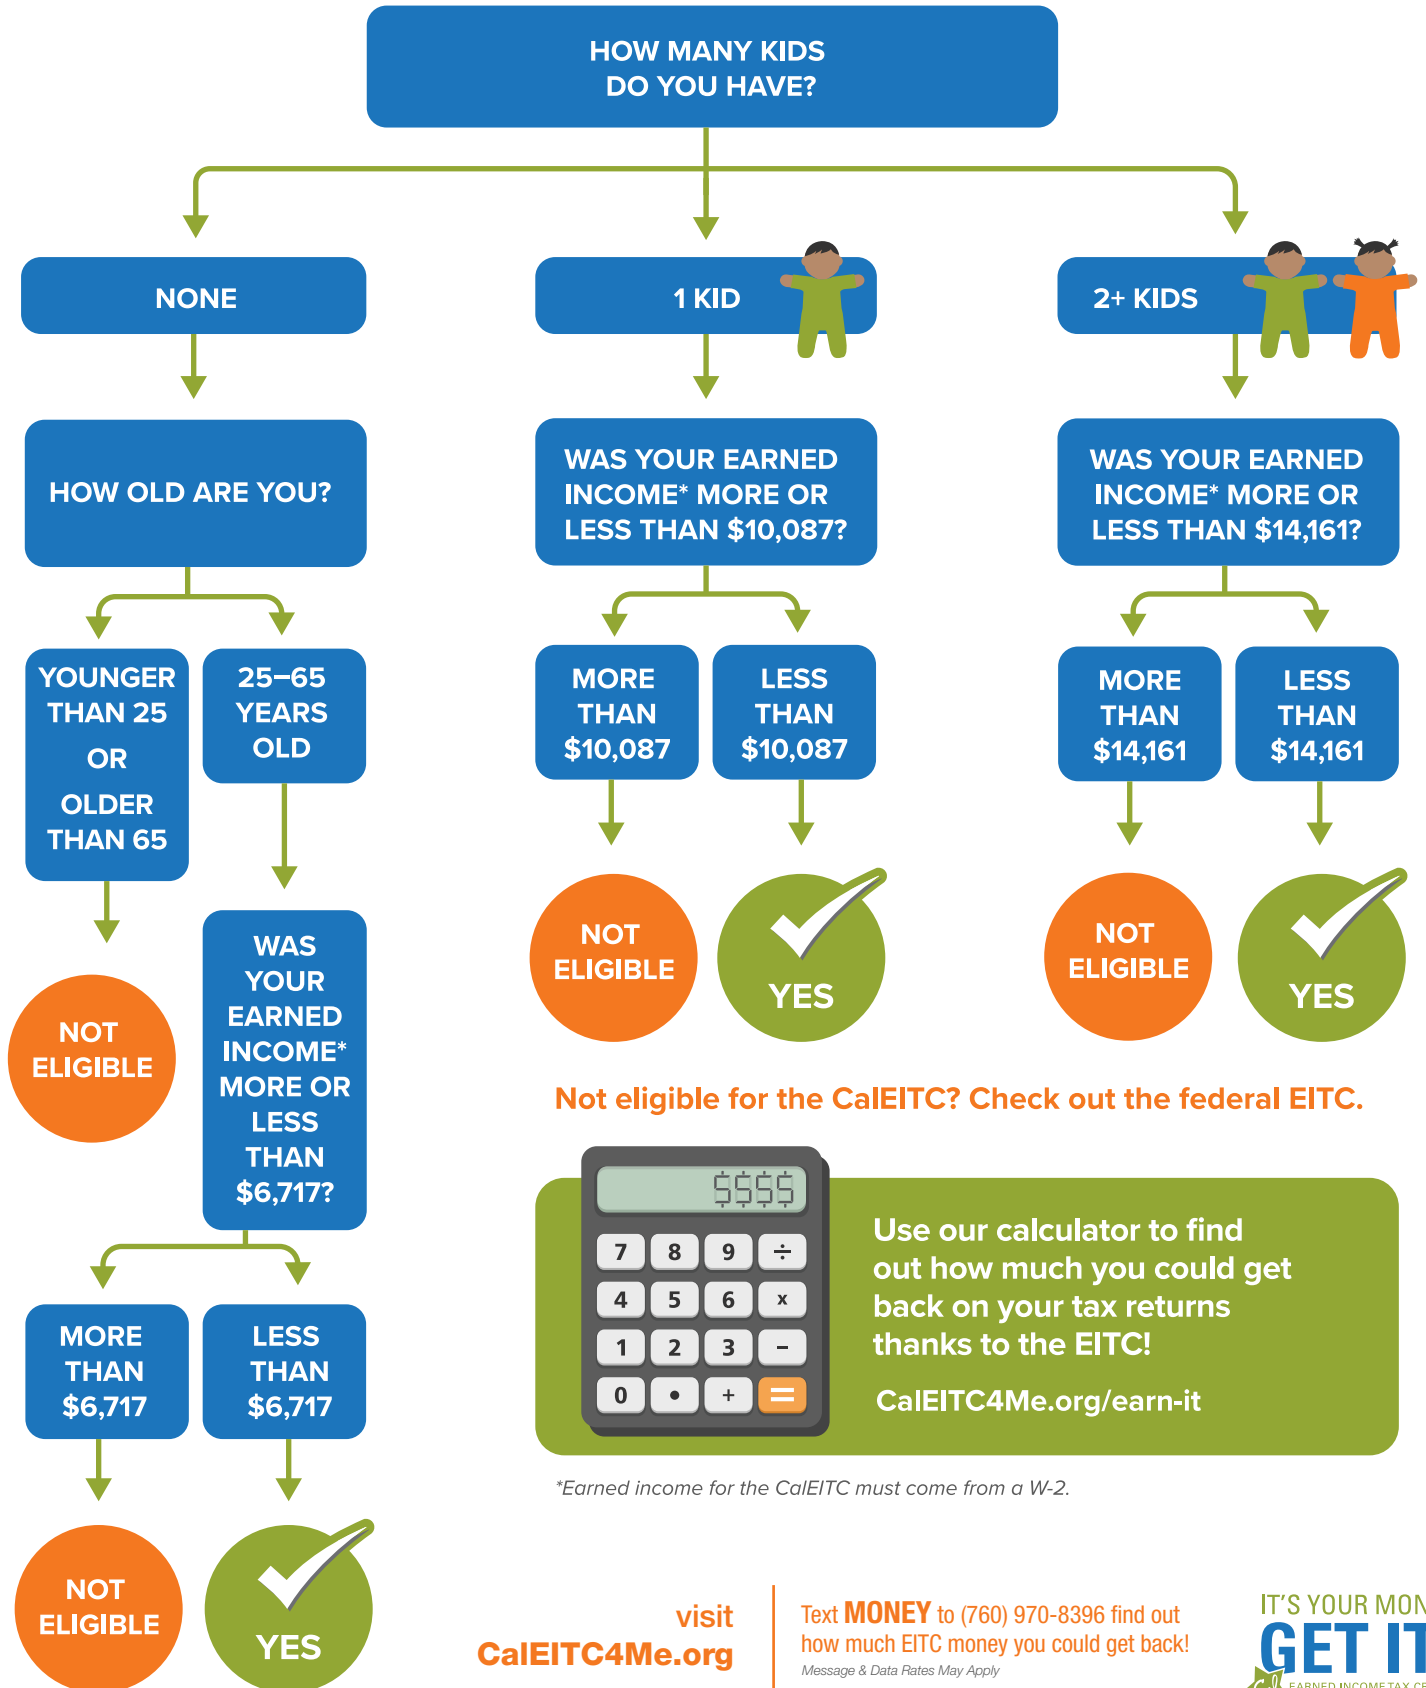 HOW MANY KIDS
DO YOU HAVE?
NONE
1 KID
2+ KIDS
HOW OLD ARE YOU?
WAS YOUR EARNED
INCOME* MORE OR
LESS THAN $10,087?
WAS YOUR EARNED
INCOME* MORE OR
LESS THAN $14,161?
YOUNGER
THAN 25
OR
OLDER
THAN 65
25–65
YEARS
OLD
MORE
THAN
$10,087
LESS
THAN
$10,087
MORE
THAN
$14,161
LESS
THAN
$14,161
NOT
ELIGIBLE
WAS
YOUR
EARNED
INCOME*
MORE OR
LESS
THAN
$6,717?
NOT
ELIGIBLE
YES
NOT
ELIGIBLE
YES
MORE
THAN
$6,717
LESS
THAN
$6,717
NOT
ELIGIBLE
YES
Not eligible for the CalEITC? Check out the federal EITC.
$$$$
7 8 9 ÷
4 5 6 x
1 2 3 −
0 • + =
Use our calculator to find
out how much you could get
back on your tax returns
thanks to the EITC!
CalEITC4Me.org/earn-it
*Earned income for the CalEITC must come from a W-2.
visit
CalEITC4Me.org
Text MONEY to (760) 970-8396 find out
how much EITC money you could get back!
Message & Data Rates May Apply
IT'S YOUR MON
GET IT
Cal
EARNED INCOME TAX CR